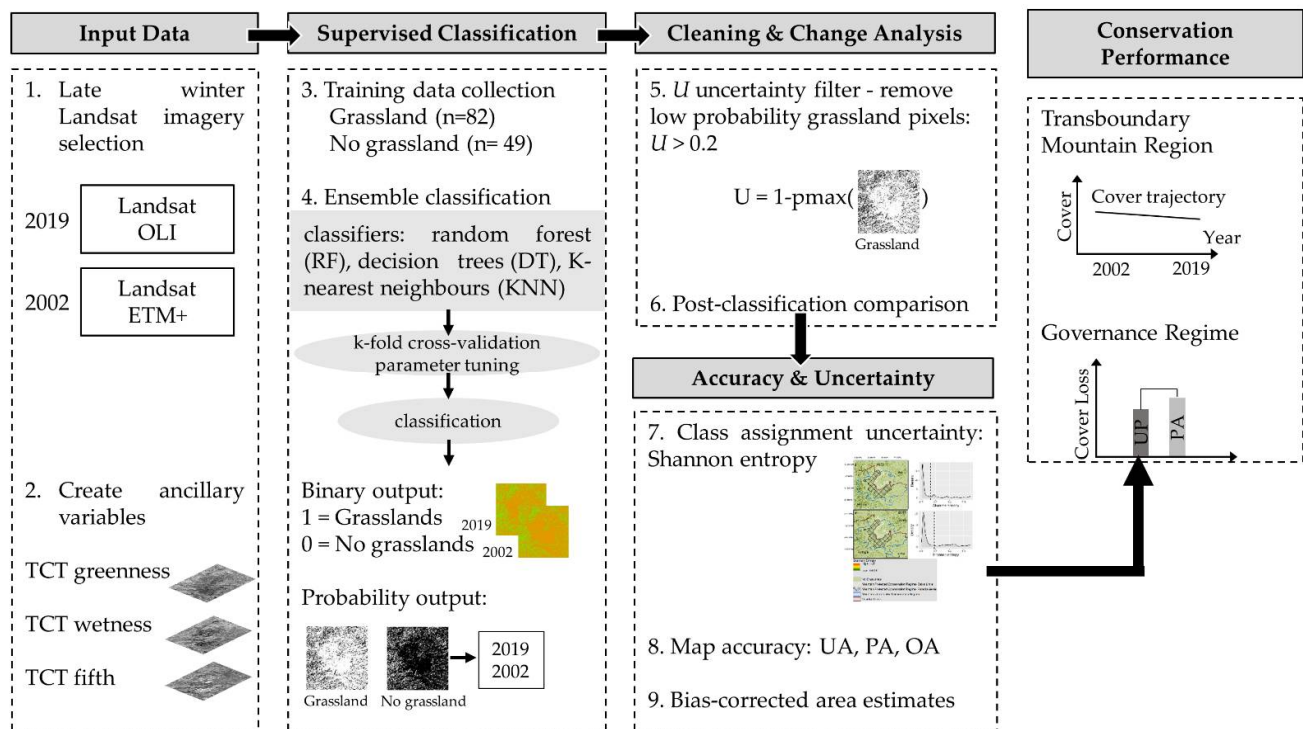 Input Data
Supervised Classification
Cleaning & Change Analysis
Conservation
Performance
1. Late winter
Landsat imagery
selection
2019
Landsat
OLI
2002
Landsat
ETM+
2. Create ancillary
variables
TCT greenness
TCT wetness
TCT fifth
3. Training data collection
Grassland (n=82)
No grassland (n= 49)
4. Ensemble classification
classifiers: random forest
(RF), decision trees (DT), K-
nearest neighbours (KNN)
k-fold cross-validation
parameter tuning
classification
Binary output:
1 = Grasslands
0 = No grasslands
2019
2002
Probability output:
Grassland
No grassland
2019
2002
5. U uncertainty filter - remove
low probability grassland pixels:
U > 0.2
U = 1-pmax( )
Grassland
6. Post-classification comparison
Accuracy & Uncertainty
7. Class assignment uncertainty:
Shannon entropy
8. Map accuracy: UA, PA, OA
9. Bias-corrected area estimates
Transboundary
Mountain Region
Cover
Cover trajectory
Year
2002
2019
Governance Regime
Cover Loss
UP
PA